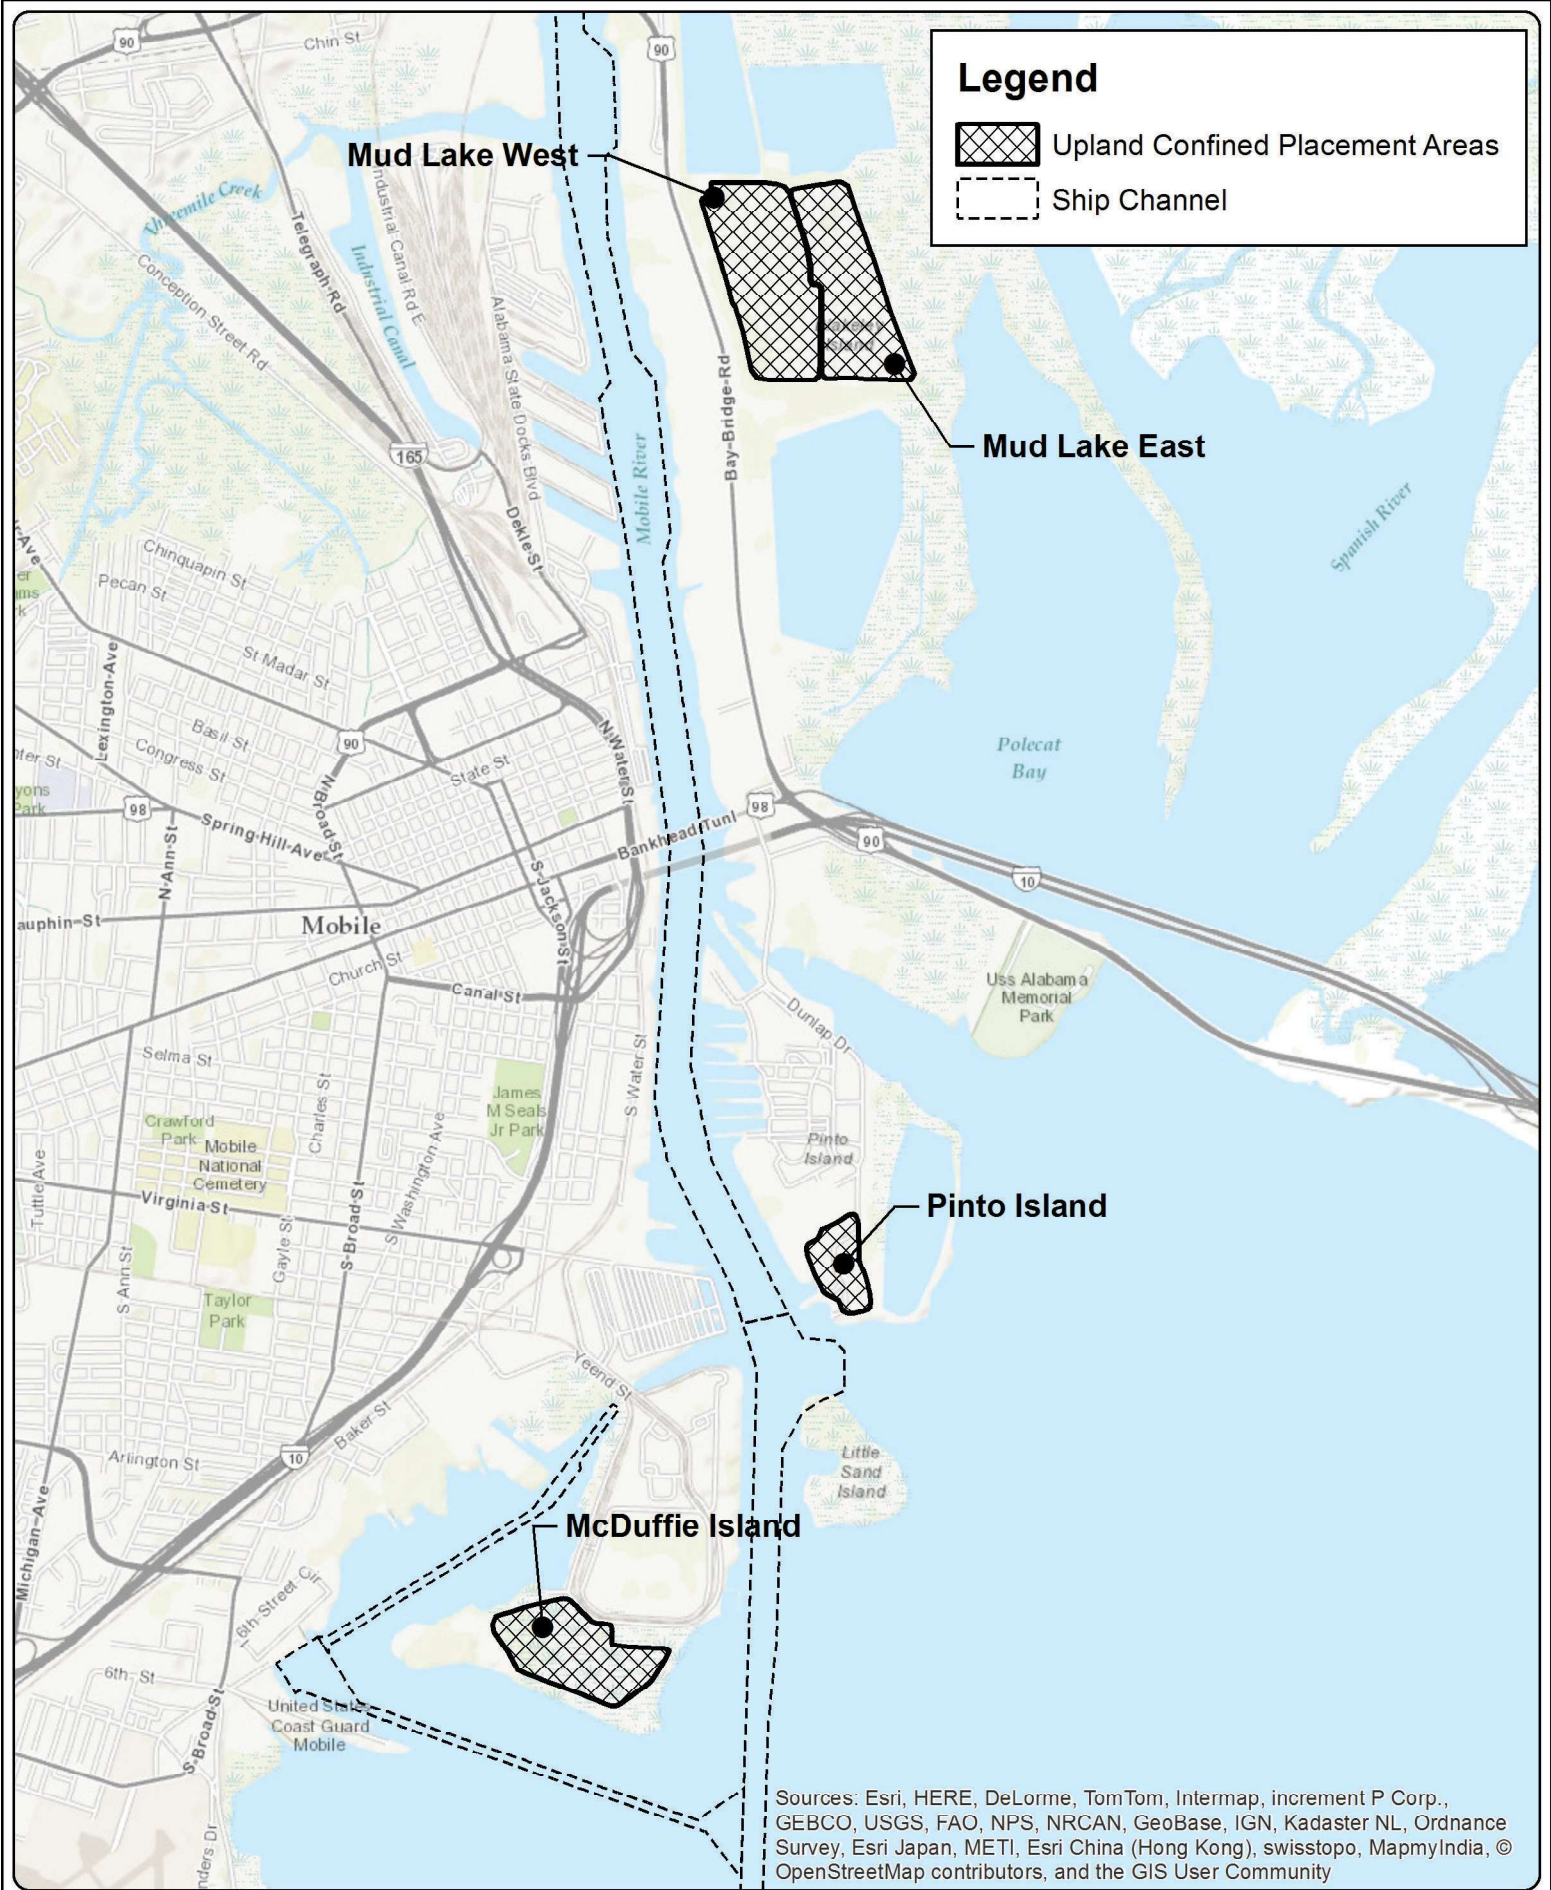 Legend
Upland Confined Placement Areas
Ship Channel
90
Chin St
90
Mud Lake West
Threemile Creek
Telegraph-Rd
Industrial Canal Rd E
Industrial Canal
Conception Street Rd
Alabama State Docks Blvd
Island
Mud Lake East
Bay-Bridge-Rd
Mobile River
165
Dekle-St
Spanish River
Chinquapin St
Pecan St
St Madar St
Lexington-Ave
Basil St
Congress St
90
N-Water-St
State St
Polecat
Bay
N-Broad-St
98
Spring-Hill-Ave
N-Ann-St
98
Bankhead-Tunl
90
10
S-Jackson-St
Mobile
Church St
Canal-St
Uss Alabama
Memorial
Park
Dunlap Dr
Selma St
S Water St
James
M Seals
Jr Park
Charles St
Crawford
Park
Mobile
National
Cemetery
S Washington Ave
Pinto
Island
Tuttle Ave
Virginia-St
S-Broad-St
Gayle St
S Ann St
Pinto Island
Taylor
Park
Yeend St
Baker St
10
Arlington St
Little
Sand
Island
McDuffie Island
Michigan-Ave
6th-Street-Cir
6th-St
United States
Coast Guard
Mobile
S-Broad-St
Sources: Esri, HERE, DeLorme, TomTom, Intermap, increment P Corp.,
GEBCO, USGS, FAO, NPS, NRCAN, GeoBase, IGN, Kadaster NL, Ordnance
Survey, Esri Japan, METI, Esri China (Hong Kong), swisstopo, MapmyIndia, ©
OpenStreetMap contributors, and the GIS User Community